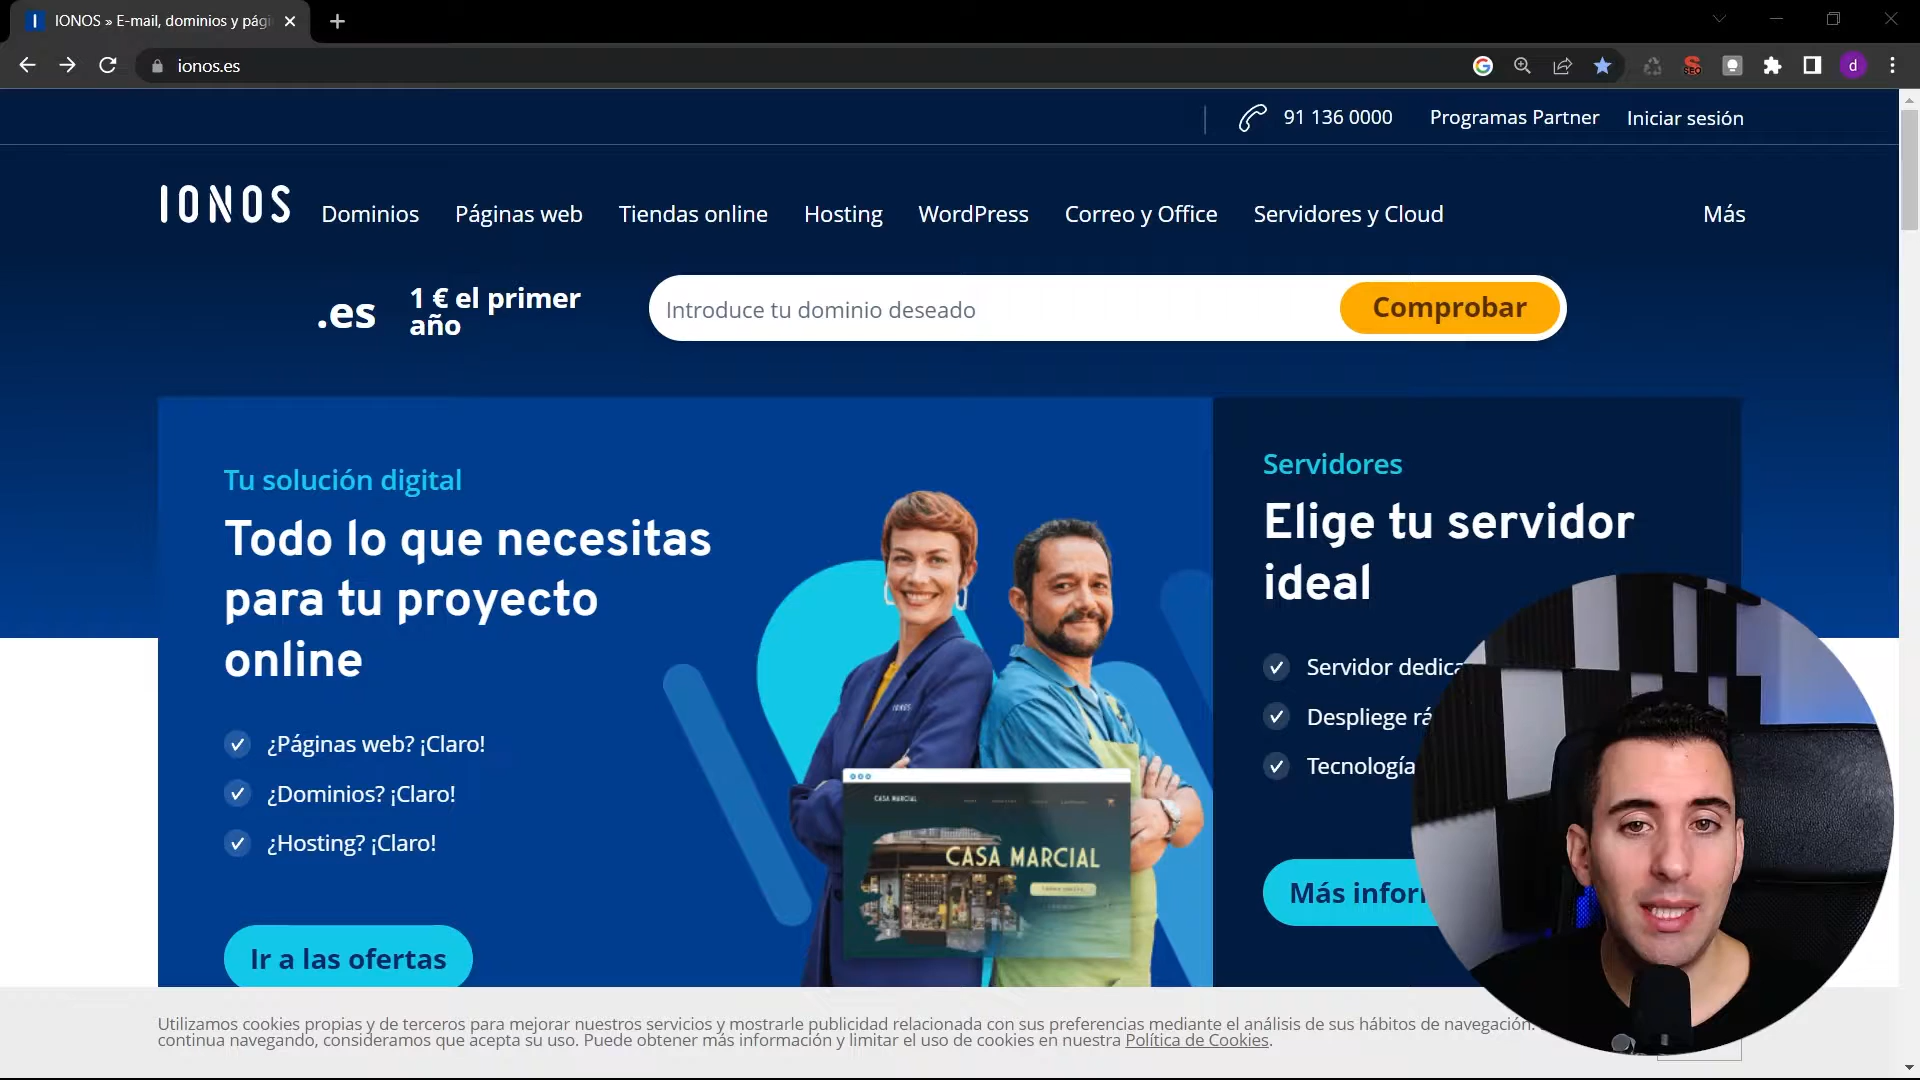 IONOS » E-mail, dominios y pági
ionos.es
91 136 0000
Programas Partner
Iniciar sesión
IONOS
Dominios
Páginas web
Tiendas online
Hosting
WordPress
Correo y Office
Servidores y Cloud
Más
.es
1 € el primer
año
Introduce tu dominio deseado
Comprobar
Tu solución digital
Todo lo que necesitas
para tu proyecto
online
¿Páginas web? ¡Claro!
¿Dominios? ¡Claro!
¿Hosting? ¡Claro!
Ir a las ofertas
CASA MARCIAL
CASA MARCIAL
Servidores
Elige tu servidor
ideal
Servidor dedica
Despliege rá
Tecnología
Más infor
Utilizamos cookies propias y de terceros para mejorar nuestros servicios y mostrarle publicidad relacionada con sus preferencias mediante el análisis de sus hábitos de navegación.
continua navegando, consideramos que acepta su uso. Puede obtener más información y limitar el uso de cookies en nuestra Política de Cookies.
SEO
d